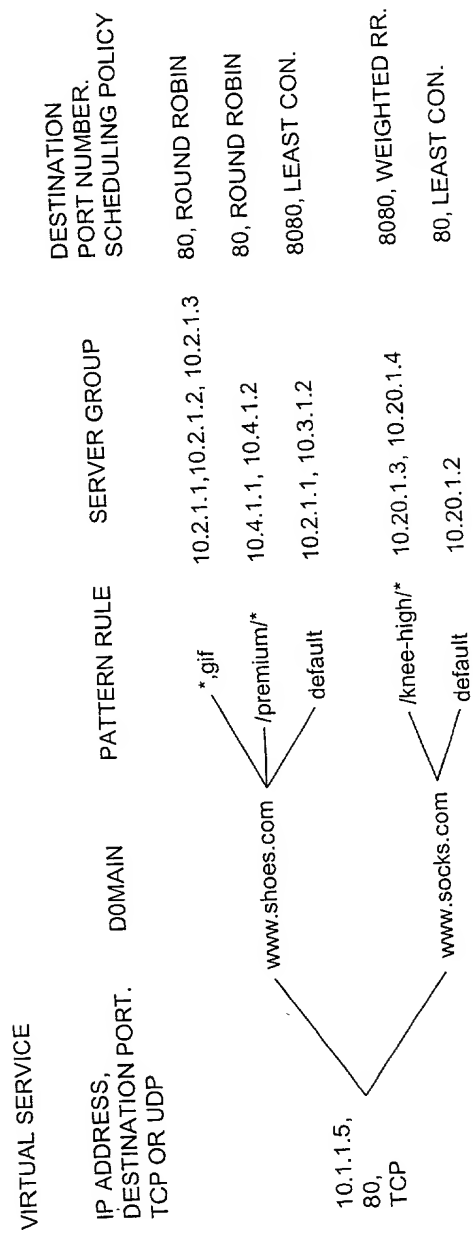 VIRTUAL SERVICE
IP ADDRESS,
DESTINATION PORT.
TCP OR UDP
D0MAIN
PATTERN RULE
SERVER GROUP
DESTINATION
PORT NUMBER.
SCHEDULING POLICY
10.1.1.5,
80,
TCP
www.shoes.com
*,gif
10.2.1.1,10.2.1.2, 10.2.1.3
80, ROUND ROBIN
/premium/*
10.4.1.1, 10.4.1.2
80, ROUND ROBIN
default
10.2.1.1, 10.3.1.2
8080, LEAST CON.
www.socks.com
/knee-high/*
10.20.1.3, 10.20.1.4
8080, WEIGHTED RR.
default
10.20.1.2
80, LEAST CON.